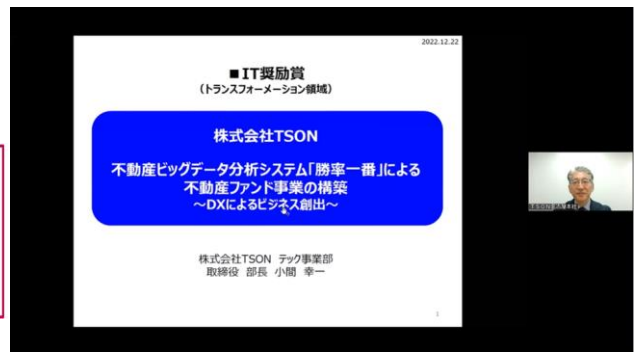 2022.12.22
■IT奨励賞
(トランスフォーメーション領域)
株式会社TSON
不動産ビッグデータ分析システム「勝率一番」による
不動産ファンド事業の構築
~DXによるビジネス創出~
株式会社TSON テック事業部
取締役 部長 小間 幸一
1